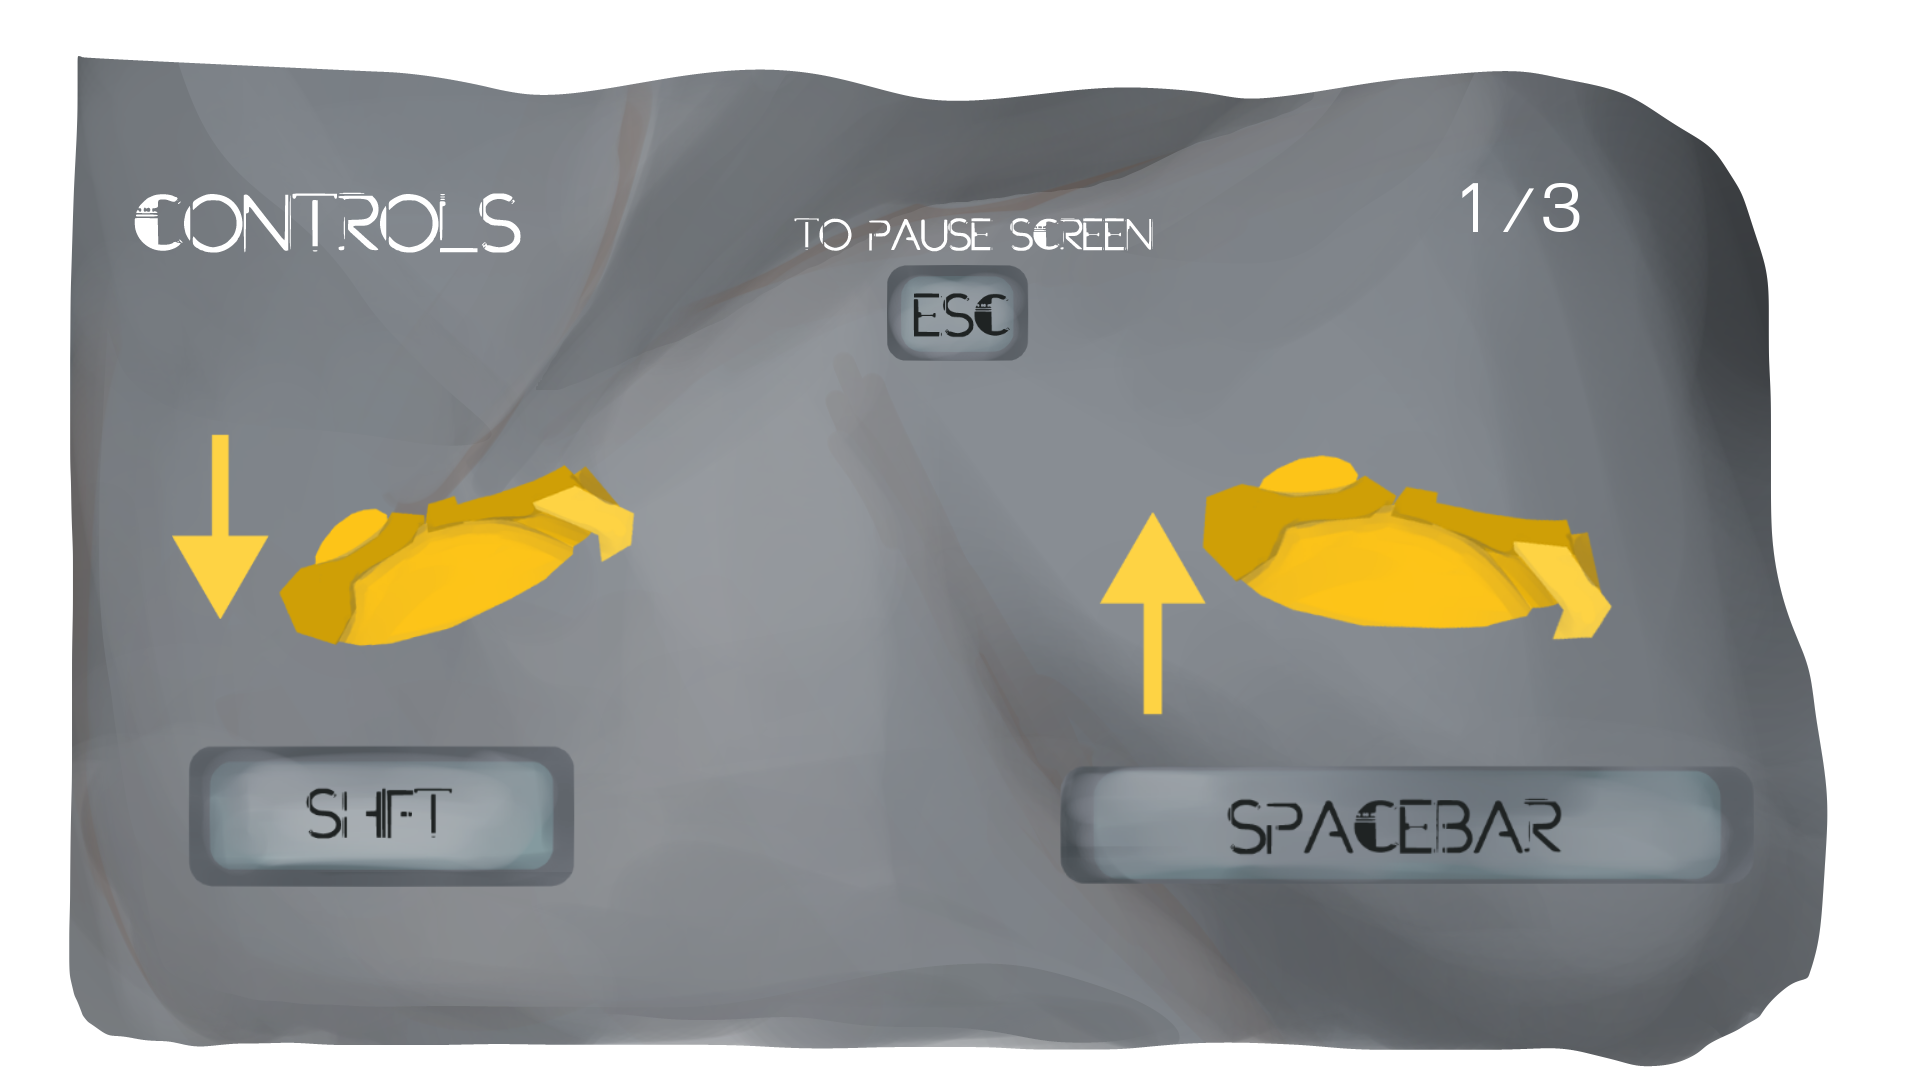 CONTROLS
TO PAUSE SCREEN
1/3
ESC
SHIFT
SPACEBAR